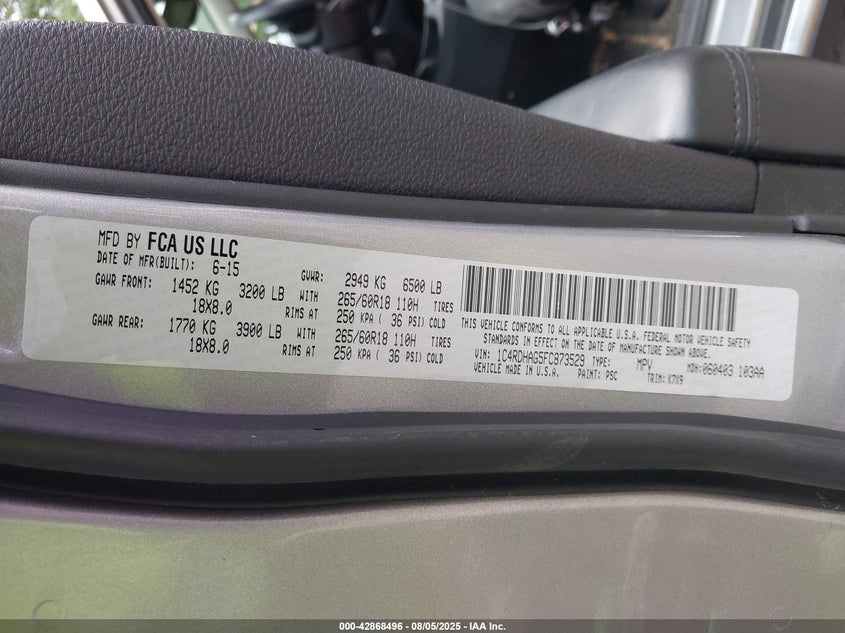 MFD BY FCA US LLC
DATE OF MFR(BUILT): 6-15 GVWR: 2949 KG 6500 LB
GAWR FRONT: 1452 KG 3200 LB WITH 265/60R18 110H TIRES
18X8.0 RIMS AT 250 KPA ( 36 PSI) COLD
GAWR REAR: 1770 KG 3900 LB WITH 265/60R18 110H TIRES
18X8.0 RIMS AT 250 KPA ( 36 PSI) COLD
THIS VEHICLE CONFORMS TO ALL APPLICABLE U.S.A. FEDERAL MOTOR VEHICLE SAFETY
STANDARDS IN EFFECT ON THE DATE OF MANUFACTURE SHOWN ABOVE.
VIN: 1C4RDHAG5FC873529 TYPE: MPV MDH: 060403 103AA
VEHICLE MADE IN U.S.A. PAINT: PSC TRIM: K7X9
000-42868496 - 08/05/2025 - IAA Inc.